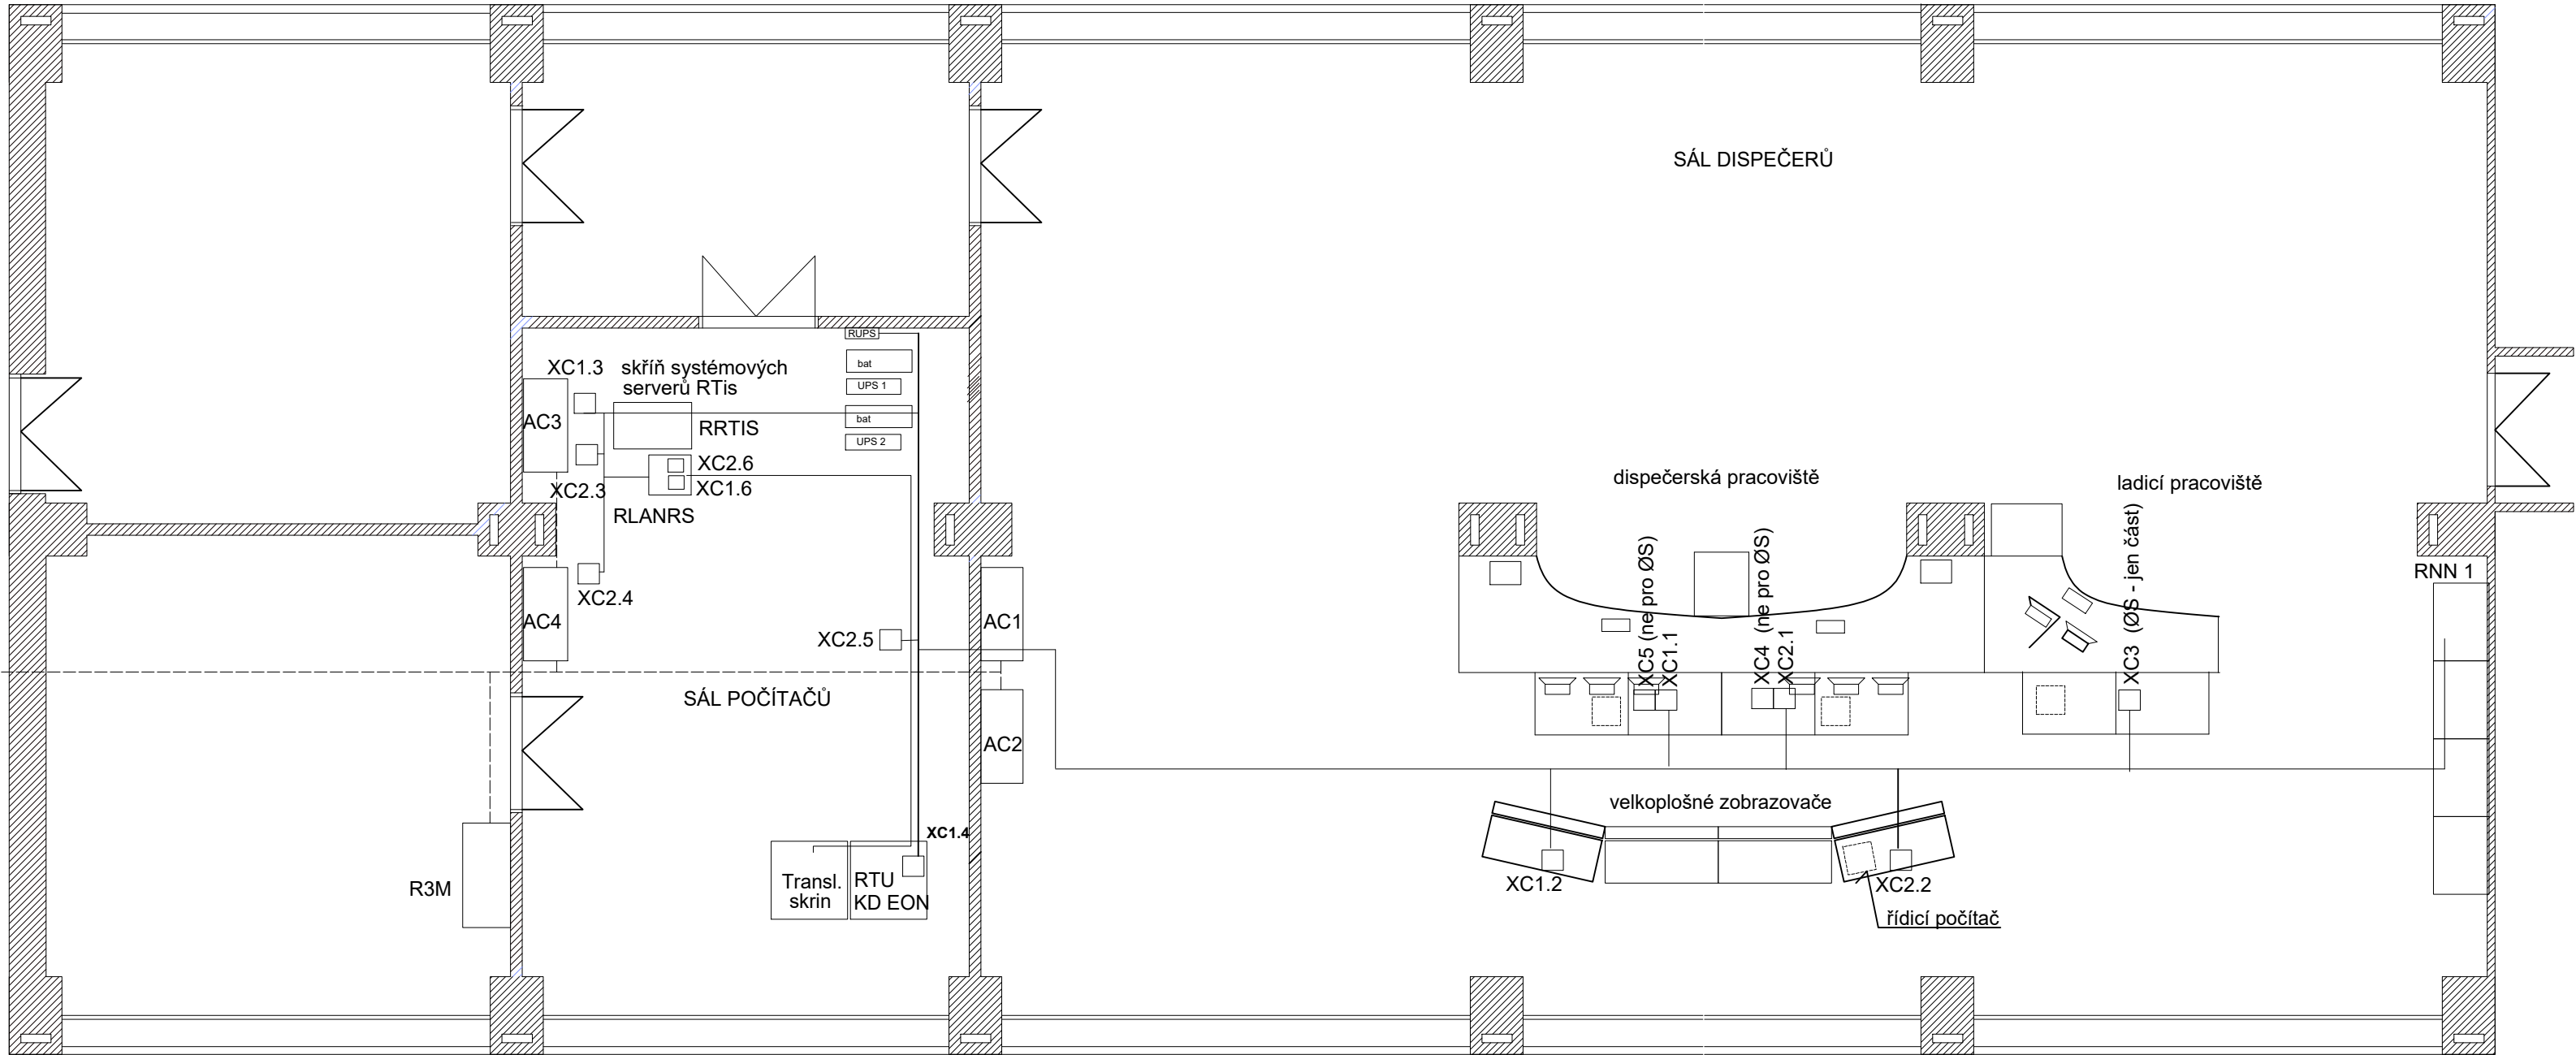 SÁL DISPEČERŮ
RUPS
bat
UPS 1
bat
UPS 2
XC1.3
skříň systémových
serverů RTis
AC3
RRTIS
XC2.6
XC1.6
XC2.3
RLANRS
XC2.4
AC4
XC2.5
AC1
SÁL POČÍTAČŮ
AC2
XC1.4
R3M
Transl.
skrin
RTU
KD EON
dispečerská pracoviště
ladicí pracoviště
XC5 (ne pro ØS)
XC1.1
XC4 (ne pro ØS)
XC2.1
XC3 (ØS - jen část)
RNN 1
velkoplošné zobrazovače
XC1.2
XC2.2
řídicí počítač